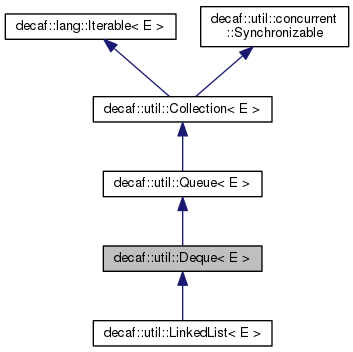 decaf::lang::Iterable< E >
decaf::util::concurrent
::Synchronizable
decaf::util::Collection< E >
decaf::util::Queue< E >
decaf::util::Deque< E >
decaf::util::LinkedList< E >